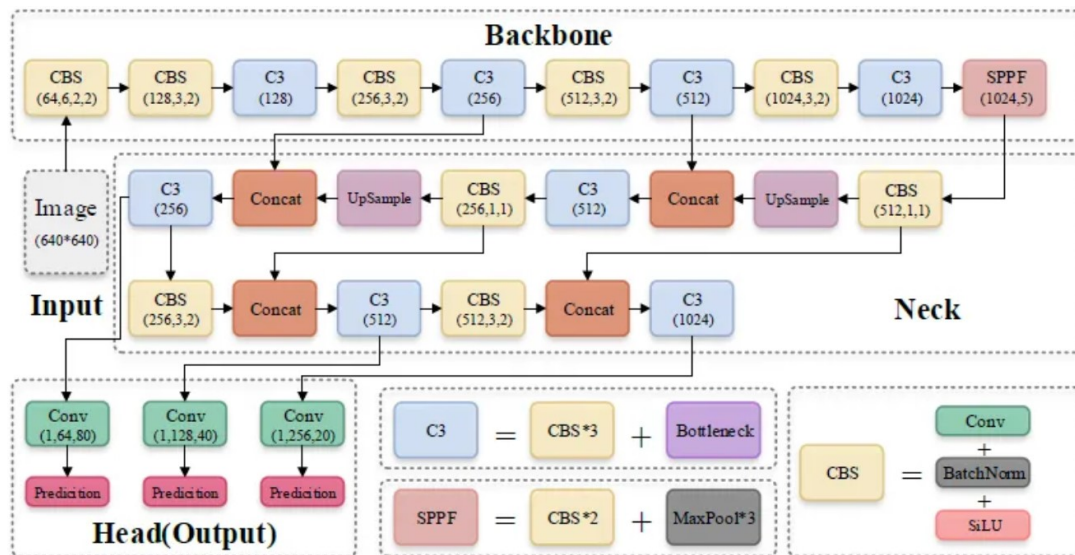 Backbone
CBS
(64,6,2,2)
CBS
(128,3,2)
C3
(128)
CBS
(256,3,2)
C3
(256)
CBS
(512,3,2)
C3
(512)
CBS
(1024,3,2)
C3
(1024)
SPPF
(1024,5)
Image
(640*640)
Input
C3
(256)
Concat
UpSample
CBS
(256,1,1)
C3
(512)
Concat
UpSample
CBS
(512,1,1)
CBS
(256,3,2)
Concat
C3
(512)
CBS
(512,3,2)
Concat
C3
(1024)
Neck
Conv
(1,64,80)
Conv
(1,128,40)
Conv
(1,256,20)
Predicition
Predicition
Predicition
Head(Output)
C3 = CBS*3 + Bottleneck
SPPF = CBS*2 + MaxPool*3
CBS =
Conv
+
BatchNorm
+
SiLU